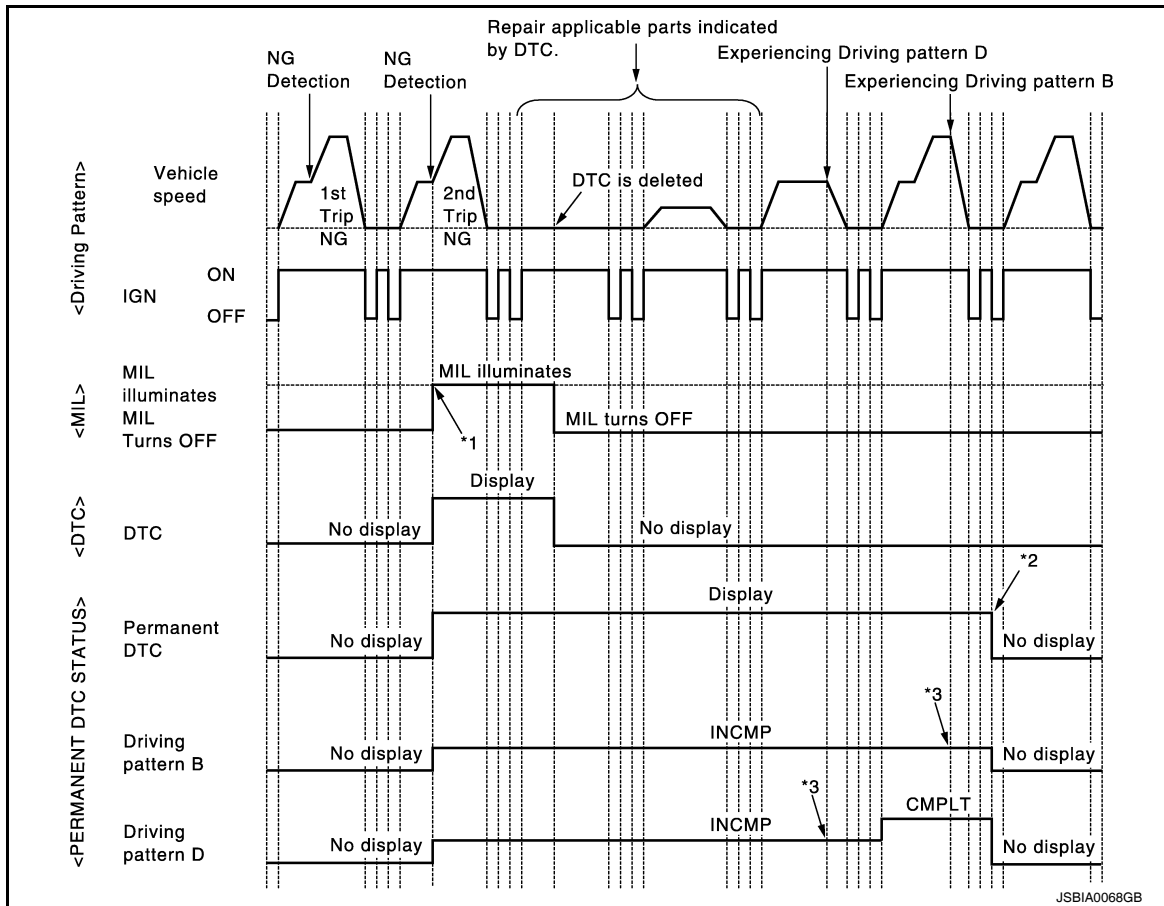 Repair applicable parts indicated
by DTC.
Experiencing Driving pattern D
NG
Detection
NG
Detection
Experiencing Driving pattern B
<Driving Pattern>
Vehicle
speed
1st
Trip
NG
2nd
Trip
NG
DTC is deleted
IGN
ON
OFF
<MIL>
MIL
illuminates
MIL
Turns OFF
MIL illuminates
*1
MIL turns OFF
<DTC>
DTC
No display
Display
No display
<PERMANENT DTC STATUS>
Permanent
DTC
No display
Display
*2
No display
Driving
pattern B
No display
INCMP
*3
No display
Driving
pattern D
No display
INCMP
*3
CMPLT
No display
JSBIA0068GB